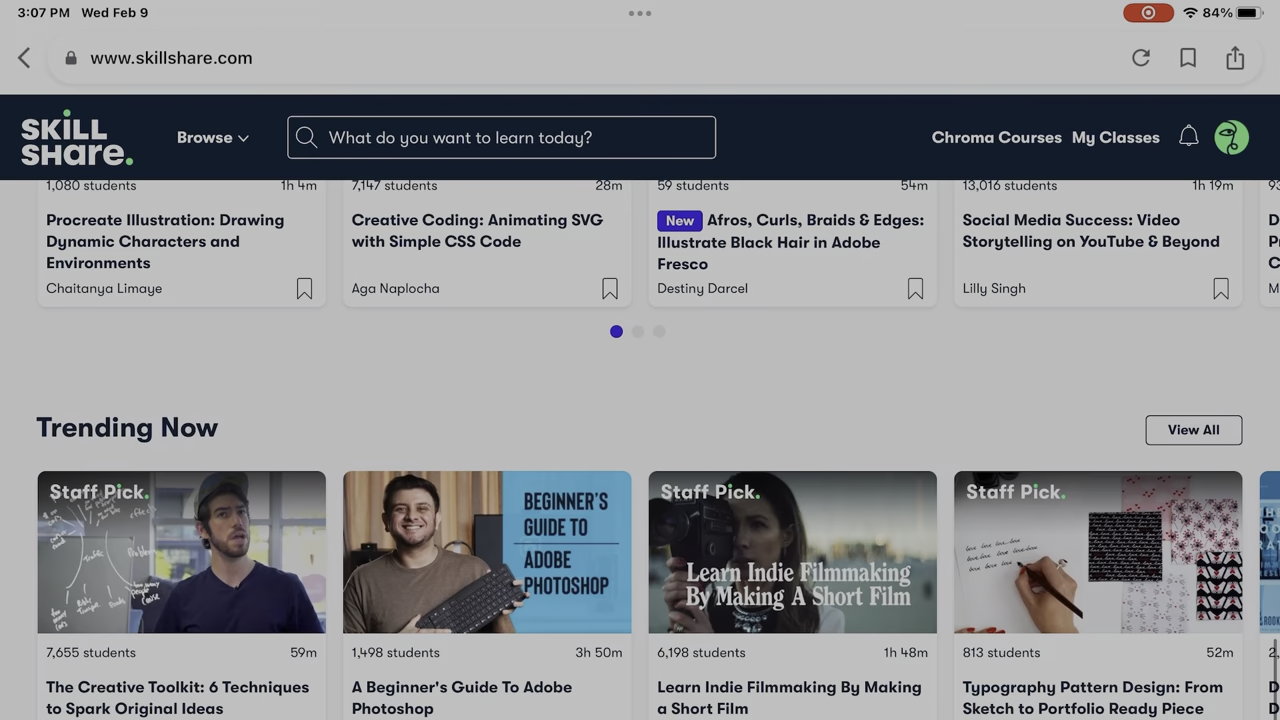 3:07 PM Wed Feb 9
84%
www.skillshare.com
SKILL
SHARE.
Browse
What do you want to learn today?
Chroma Courses My Classes
1,080 students 1h 4m
Procreate Illustration: Drawing
Dynamic Characters and
Environments
Chaitanya Limaye
7,147 students 28m
Creative Coding: Animating SVG
with Simple CSS Code
Aga Naplocha
59 students 54m
New Afros, Curls, Braids & Edges:
Illustrate Black Hair in Adobe
Fresco
Destiny Darcel
13,016 students 1h 19m
Social Media Success: Video
Storytelling on YouTube & Beyond
Lilly Singh
Trending Now
View All
Staff Pick.
7,655 students 59m
The Creative Toolkit: 6 Techniques
to Spark Original Ideas
BEGINNER'S
GUIDE TO
ADOBE
PHOTOSHOP
1,498 students 3h 50m
A Beginner's Guide To Adobe
Photoshop
Staff Pick.
Learn Indie Filmmaking
By Making A Short Film
6,198 students 1h 48m
Learn Indie Filmmaking By Making
a Short Film
Staff Pick.
love love love love
813 students 52m
Typography Pattern Design: From
Sketch to Portfolio Ready Piece